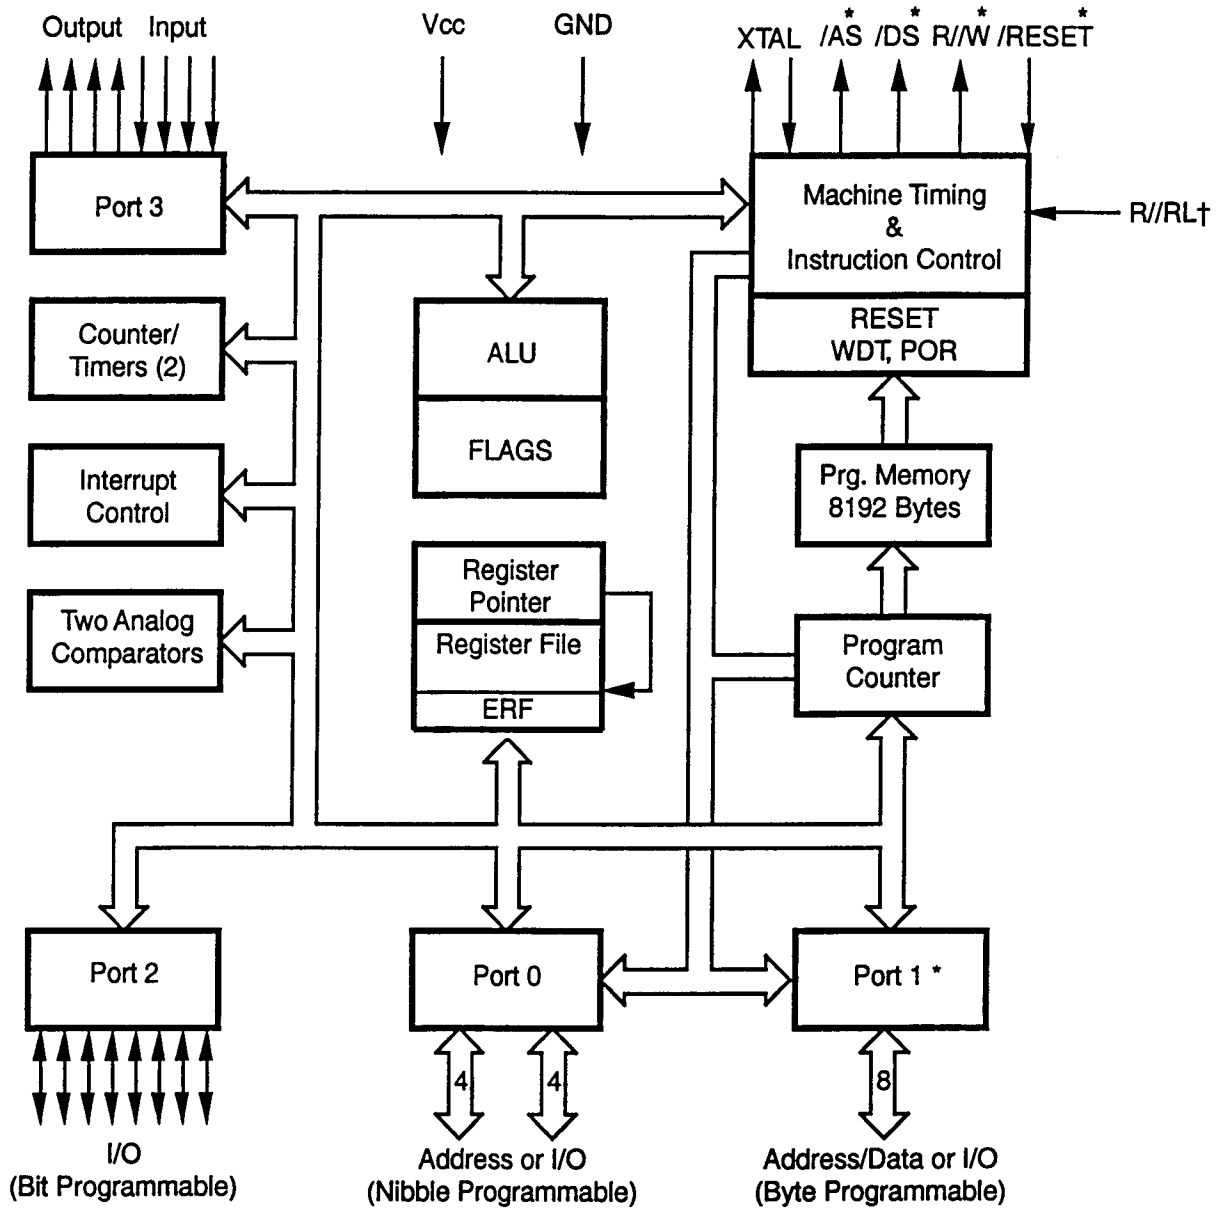 Output Input
Vcc
GND
XTAL /AS* /DS* R//W* /RESET*
Port 3
Machine Timing
&
Instruction Control
R//RL†
RESET
WDT, POR
Counter/
Timers (2)
ALU
FLAGS
Interrupt
Control
Prg. Memory
8192 Bytes
Register
Pointer
Register File
ERF
Two Analog
Comparators
Program
Counter
Port 2
Port 0
Port 1 *
4
4
8
I/O
(Bit Programmable)
Address or I/O
(Nibble Programmable)
Address/Data or I/O
(Byte Programmable)